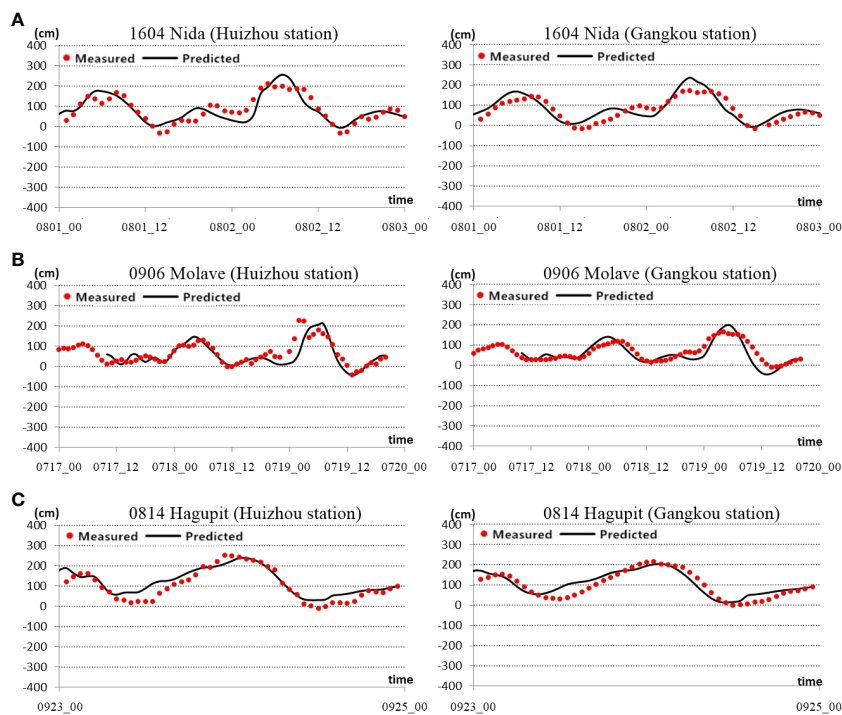 A
(cm) 1604 Nida (Huizhou station)
400
300
200
100
0
-100
-200
-300
-400
Measured Predicted
time
0801_00 0801_12 0802_00 0802_12 0803_00
(cm) 1604 Nida (Gangkou station)
400
300
200
100
0
-100
-200
-300
-400
Measured Predicted
time
0801_00 0801_12 0802_00 0802_12 0803_00
B
(cm) 0906 Molave (Huizhou station)
400
300
200
100
0
-100
-200
-300
-400
Measured Predicted
time
0717_00 0717_12 0718_00 0718_12 0719_00 0719_12 0720_00
(cm) 0906 Molave (Gangkou station)
400
300
200
100
0
-100
-200
-300
-400
Measured Predicted
time
0717_00 0717_12 0718_00 0718_12 0719_00 0719_12 0720_00
C
(cm) 0814 Hagupit (Huizhou station)
400
300
200
100
0
-100
-200
-300
-400
Measured Predicted
time
0923_00 0925_00
(cm) 0814 Hagupit (Gangkou station)
400
300
200
100
0
-100
-200
-300
-400
Measured Predicted
time
0923_00 0925_00